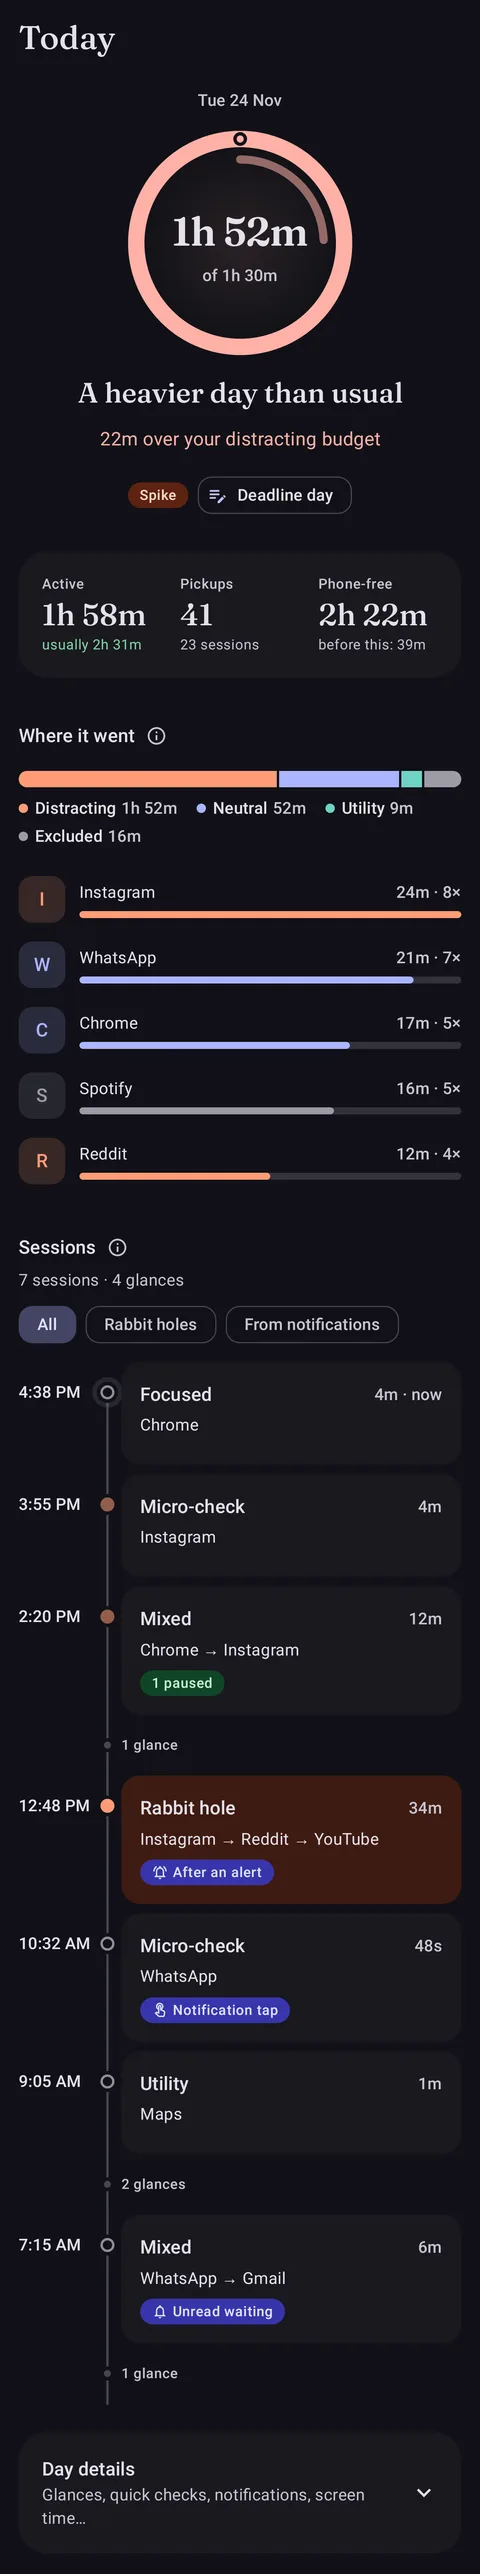 Today
Tue 24 Nov
1h 52m
of 1h 30m
A heavier day than usual
22m over your distracting budget
Spike
Deadline day
Active
1h 58m
usually 2h 31m
Pickups
41
23 sessions
Phone-free
2h 22m
before this: 39m
Where it went
Distracting 1h 52m
Neutral 52m
Utility 9m
Excluded 16m
I
Instagram
24m · 8×
W
WhatsApp
21m · 7×
C
Chrome
17m · 5×
S
Spotify
16m · 5×
R
Reddit
12m · 4×
Sessions
7 sessions · 4 glances
All
Rabbit holes
From notifications
4:38 PM
Focused
4m · now
Chrome
3:55 PM
Micro-check
4m
Instagram
2:20 PM
Mixed
12m
Chrome → Instagram
1 paused
1 glance
12:48 PM
Rabbit hole
34m
Instagram → Reddit → YouTube
After an alert
10:32 AM
Micro-check
48s
WhatsApp
Notification tap
9:05 AM
Utility
1m
Maps
2 glances
7:15 AM
Mixed
6m
WhatsApp → Gmail
Unread waiting
1 glance
Day details
Glances, quick checks, notifications, screen
time…